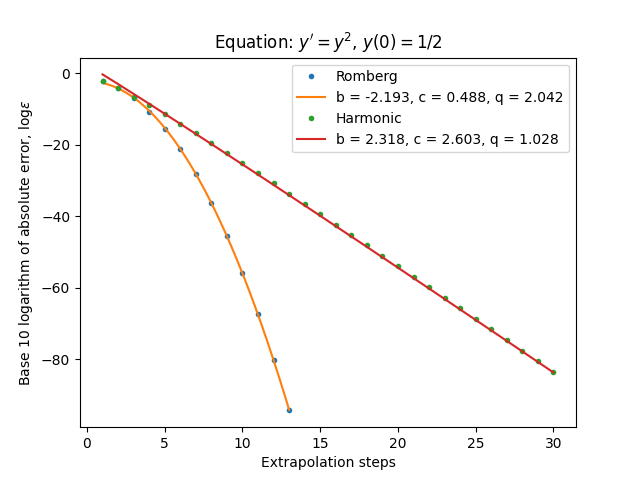 Equation: y′ = y², y(0) = 1/2
Romberg
b = -2.193, c = 0.488, q = 2.042
Harmonic
b = 2.318, c = 2.603, q = 1.028
Base 10 logarithm of absolute error, logε
0
−20
−40
−60
−80
0 5 10 15 20 25 30
Extrapolation steps